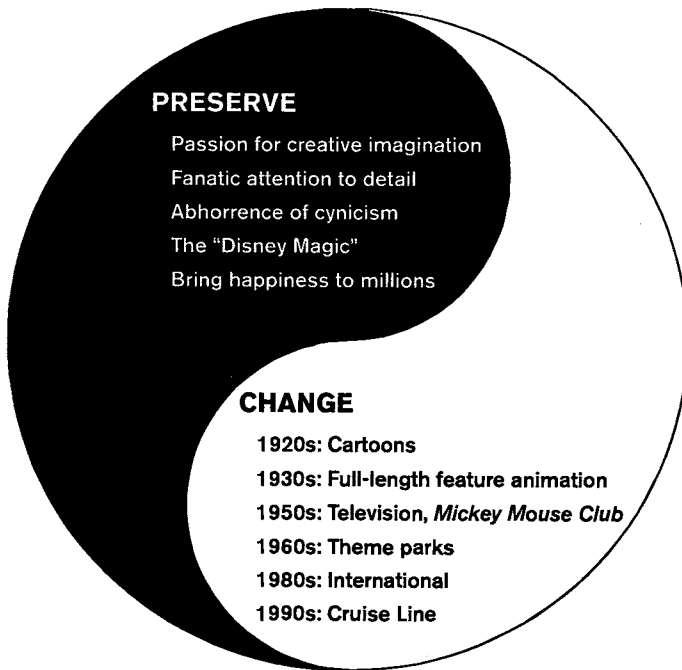 PRESERVE
Passion for creative imagination
Fanatic attention to detail
Abhorrence of cynicism
The “Disney Magic”
Bring happiness to millions
CHANGE
1920s: Cartoons
1930s: Full-length feature animation
1950s: Television, Mickey Mouse Club
1960s: Theme parks
1980s: International
1990s: Cruise Line